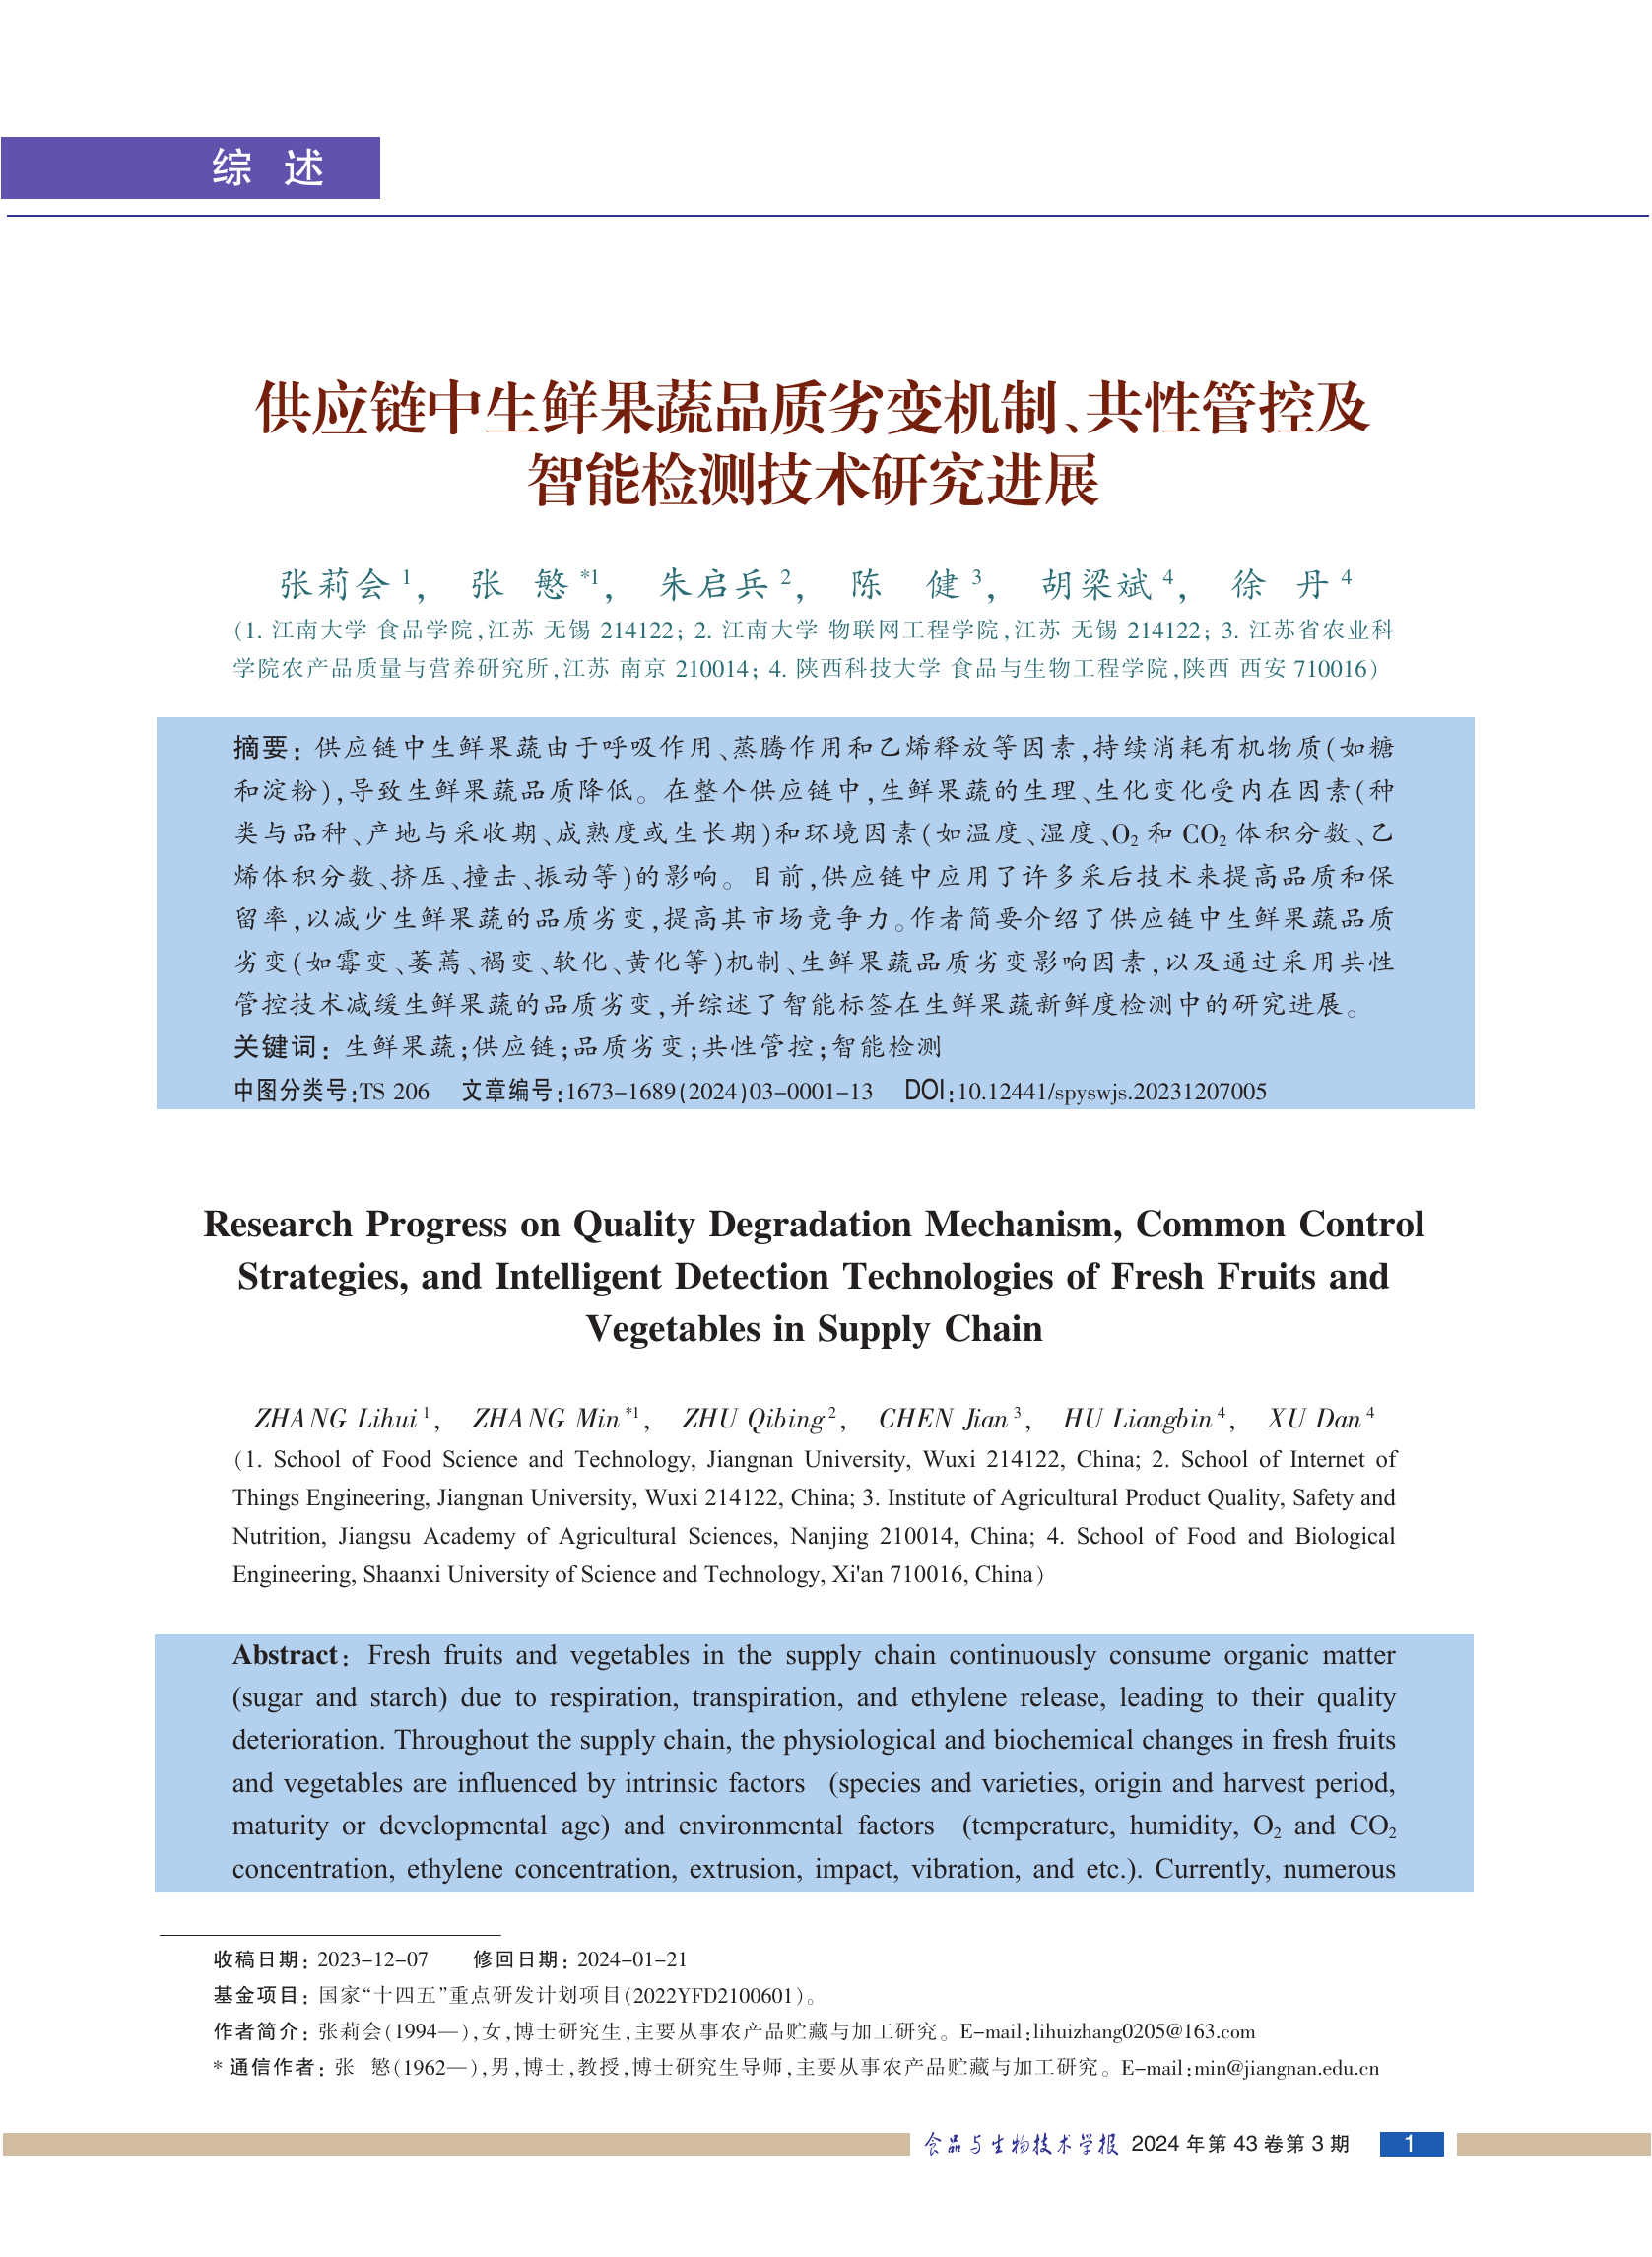 综 述
供应链中生鲜果蔬品质劣变机制、共性管控及
智能检测技术研究进展
张莉会1， 张 慜*1， 朱启兵2， 陈 健3， 胡梁斌4， 徐 丹4
(1. 江南大学 食品学院,江苏 无锡 214122; 2. 江南大学 物联网工程学院,江苏 无锡 214122; 3. 江苏省农业科
学院农产品质量与营养研究所,江苏 南京 210014; 4. 陕西科技大学 食品与生物工程学院,陕西 西安 710016)
摘要: 供应链中生鲜果蔬由于呼吸作用、蒸腾作用和乙烯释放等因素,持续消耗有机物质(如糖
和淀粉),导致生鲜果蔬品质降低。在整个供应链中,生鲜果蔬的生理、生化变化受内在因素(种
类与品种、产地与采收期、成熟度或生长期)和环境因素(如温度、湿度、O2 和 CO2 体积分数、乙
烯体积分数、挤压、撞击、振动等)的影响。目前,供应链中应用了许多采后技术来提高品质和保
留率,以减少生鲜果蔬的品质劣变,提高其市场竞争力。作者简要介绍了供应链中生鲜果蔬品质
劣变(如霉变、萎蔫、褐变、软化、黄化等)机制、生鲜果蔬品质劣变影响因素,以及通过采用共性
管控技术减缓生鲜果蔬的品质劣变,并综述了智能标签在生鲜果蔬新鲜度检测中的研究进展。
关键词: 生鲜果蔬;供应链;品质劣变;共性管控;智能检测
中图分类号:TS 206 文章编号:1673-1689(2024)03-0001-13 DOI:10.12441/spyswjs.20231207005
Research Progress on Quality Degradation Mechanism, Common Control
Strategies, and Intelligent Detection Technologies of Fresh Fruits and
Vegetables in Supply Chain
ZHANG Lihui1, ZHANG Min*1, ZHU Qibing2, CHEN Jian3, HU Liangbin4, XU Dan4
(1. School of Food Science and Technology, Jiangnan University, Wuxi 214122, China; 2. School of Internet of
Things Engineering, Jiangnan University, Wuxi 214122, China; 3. Institute of Agricultural Product Quality, Safety and
Nutrition, Jiangsu Academy of Agricultural Sciences, Nanjing 210014, China; 4. School of Food and Biological
Engineering, Shaanxi University of Science and Technology, Xi'an 710016, China)
Abstract: Fresh fruits and vegetables in the supply chain continuously consume organic matter
(sugar and starch) due to respiration, transpiration, and ethylene release, leading to their quality
deterioration. Throughout the supply chain, the physiological and biochemical changes in fresh fruits
and vegetables are influenced by intrinsic factors (species and varieties, origin and harvest period,
maturity or developmental age) and environmental factors (temperature, humidity, O2 and CO2
concentration, ethylene concentration, extrusion, impact, vibration, and etc.). Currently, numerous
收稿日期: 2023-12-07 修回日期: 2024-01-21
基金项目: 国家“十四五”重点研发计划项目(2022YFD2100601)。
作者简介: 张莉会(1994—),女,博士研究生,主要从事农产品贮藏与加工研究。E-mail:lihuizhang0205@163.com
* 通信作者: 张 慜(1962—),男,博士,教授,博士研究生导师,主要从事农产品贮藏与加工研究。E-mail:min@jiangnan.edu.cn
食品与生物技术学报 2024 年第 43 卷第 3 期 1